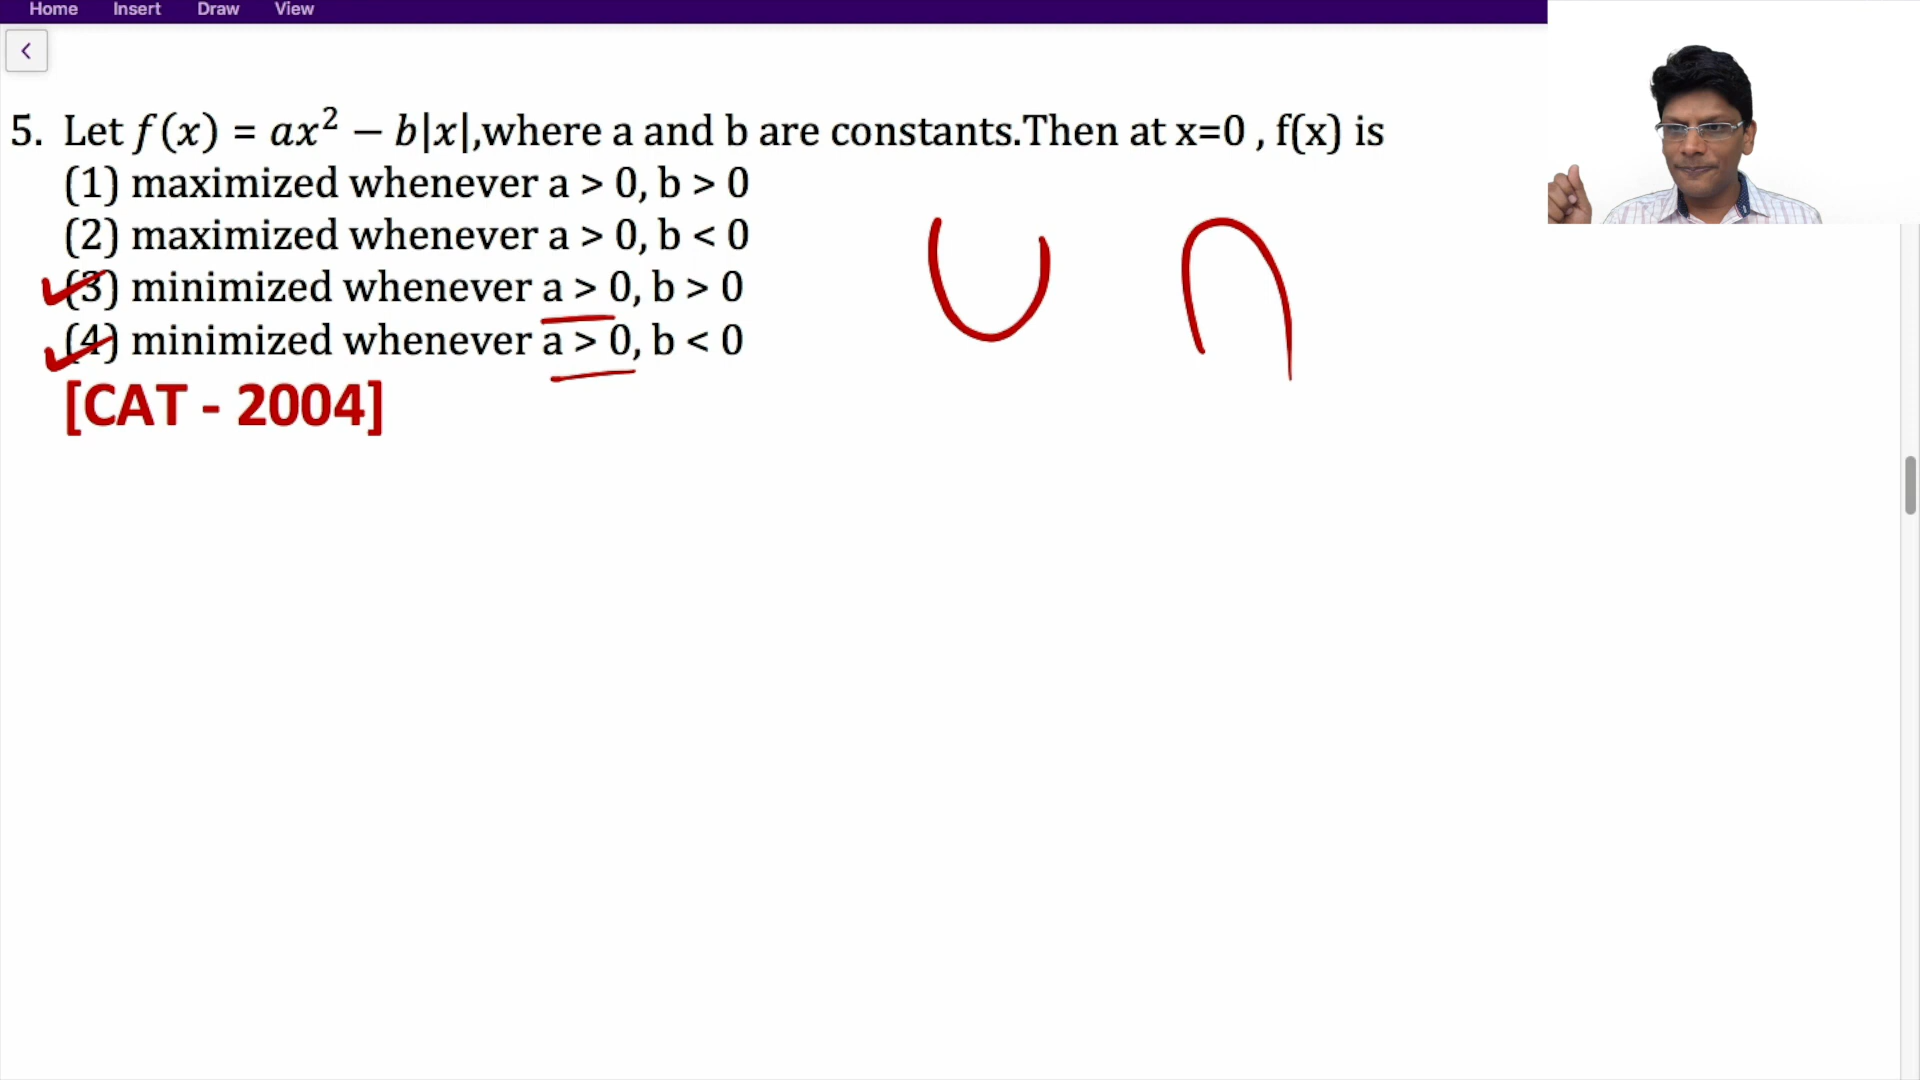 Home Insert Draw View
5. Let f(x) = ax² − b|x|,where a and b are constants.Then at x=0 , f(x) is
(1) maximized whenever a > 0, b > 0
(2) maximized whenever a > 0, b < 0
(3) minimized whenever a > 0, b > 0
(4) minimized whenever a > 0, b < 0
[CAT - 2004]